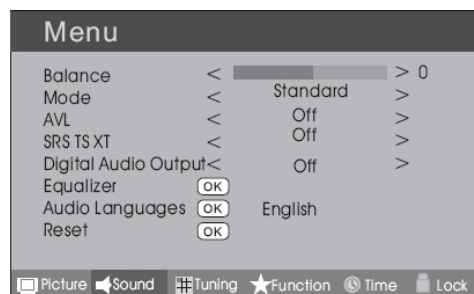 Menu
Balance < > 0
Mode < Standard >
AVL < Off >
SRS TS XT < Off >
Digital Audio Output < Off >
Equalizer OK
Audio Languages OK English
Reset OK
Picture Sound Tuning Function Time Lock